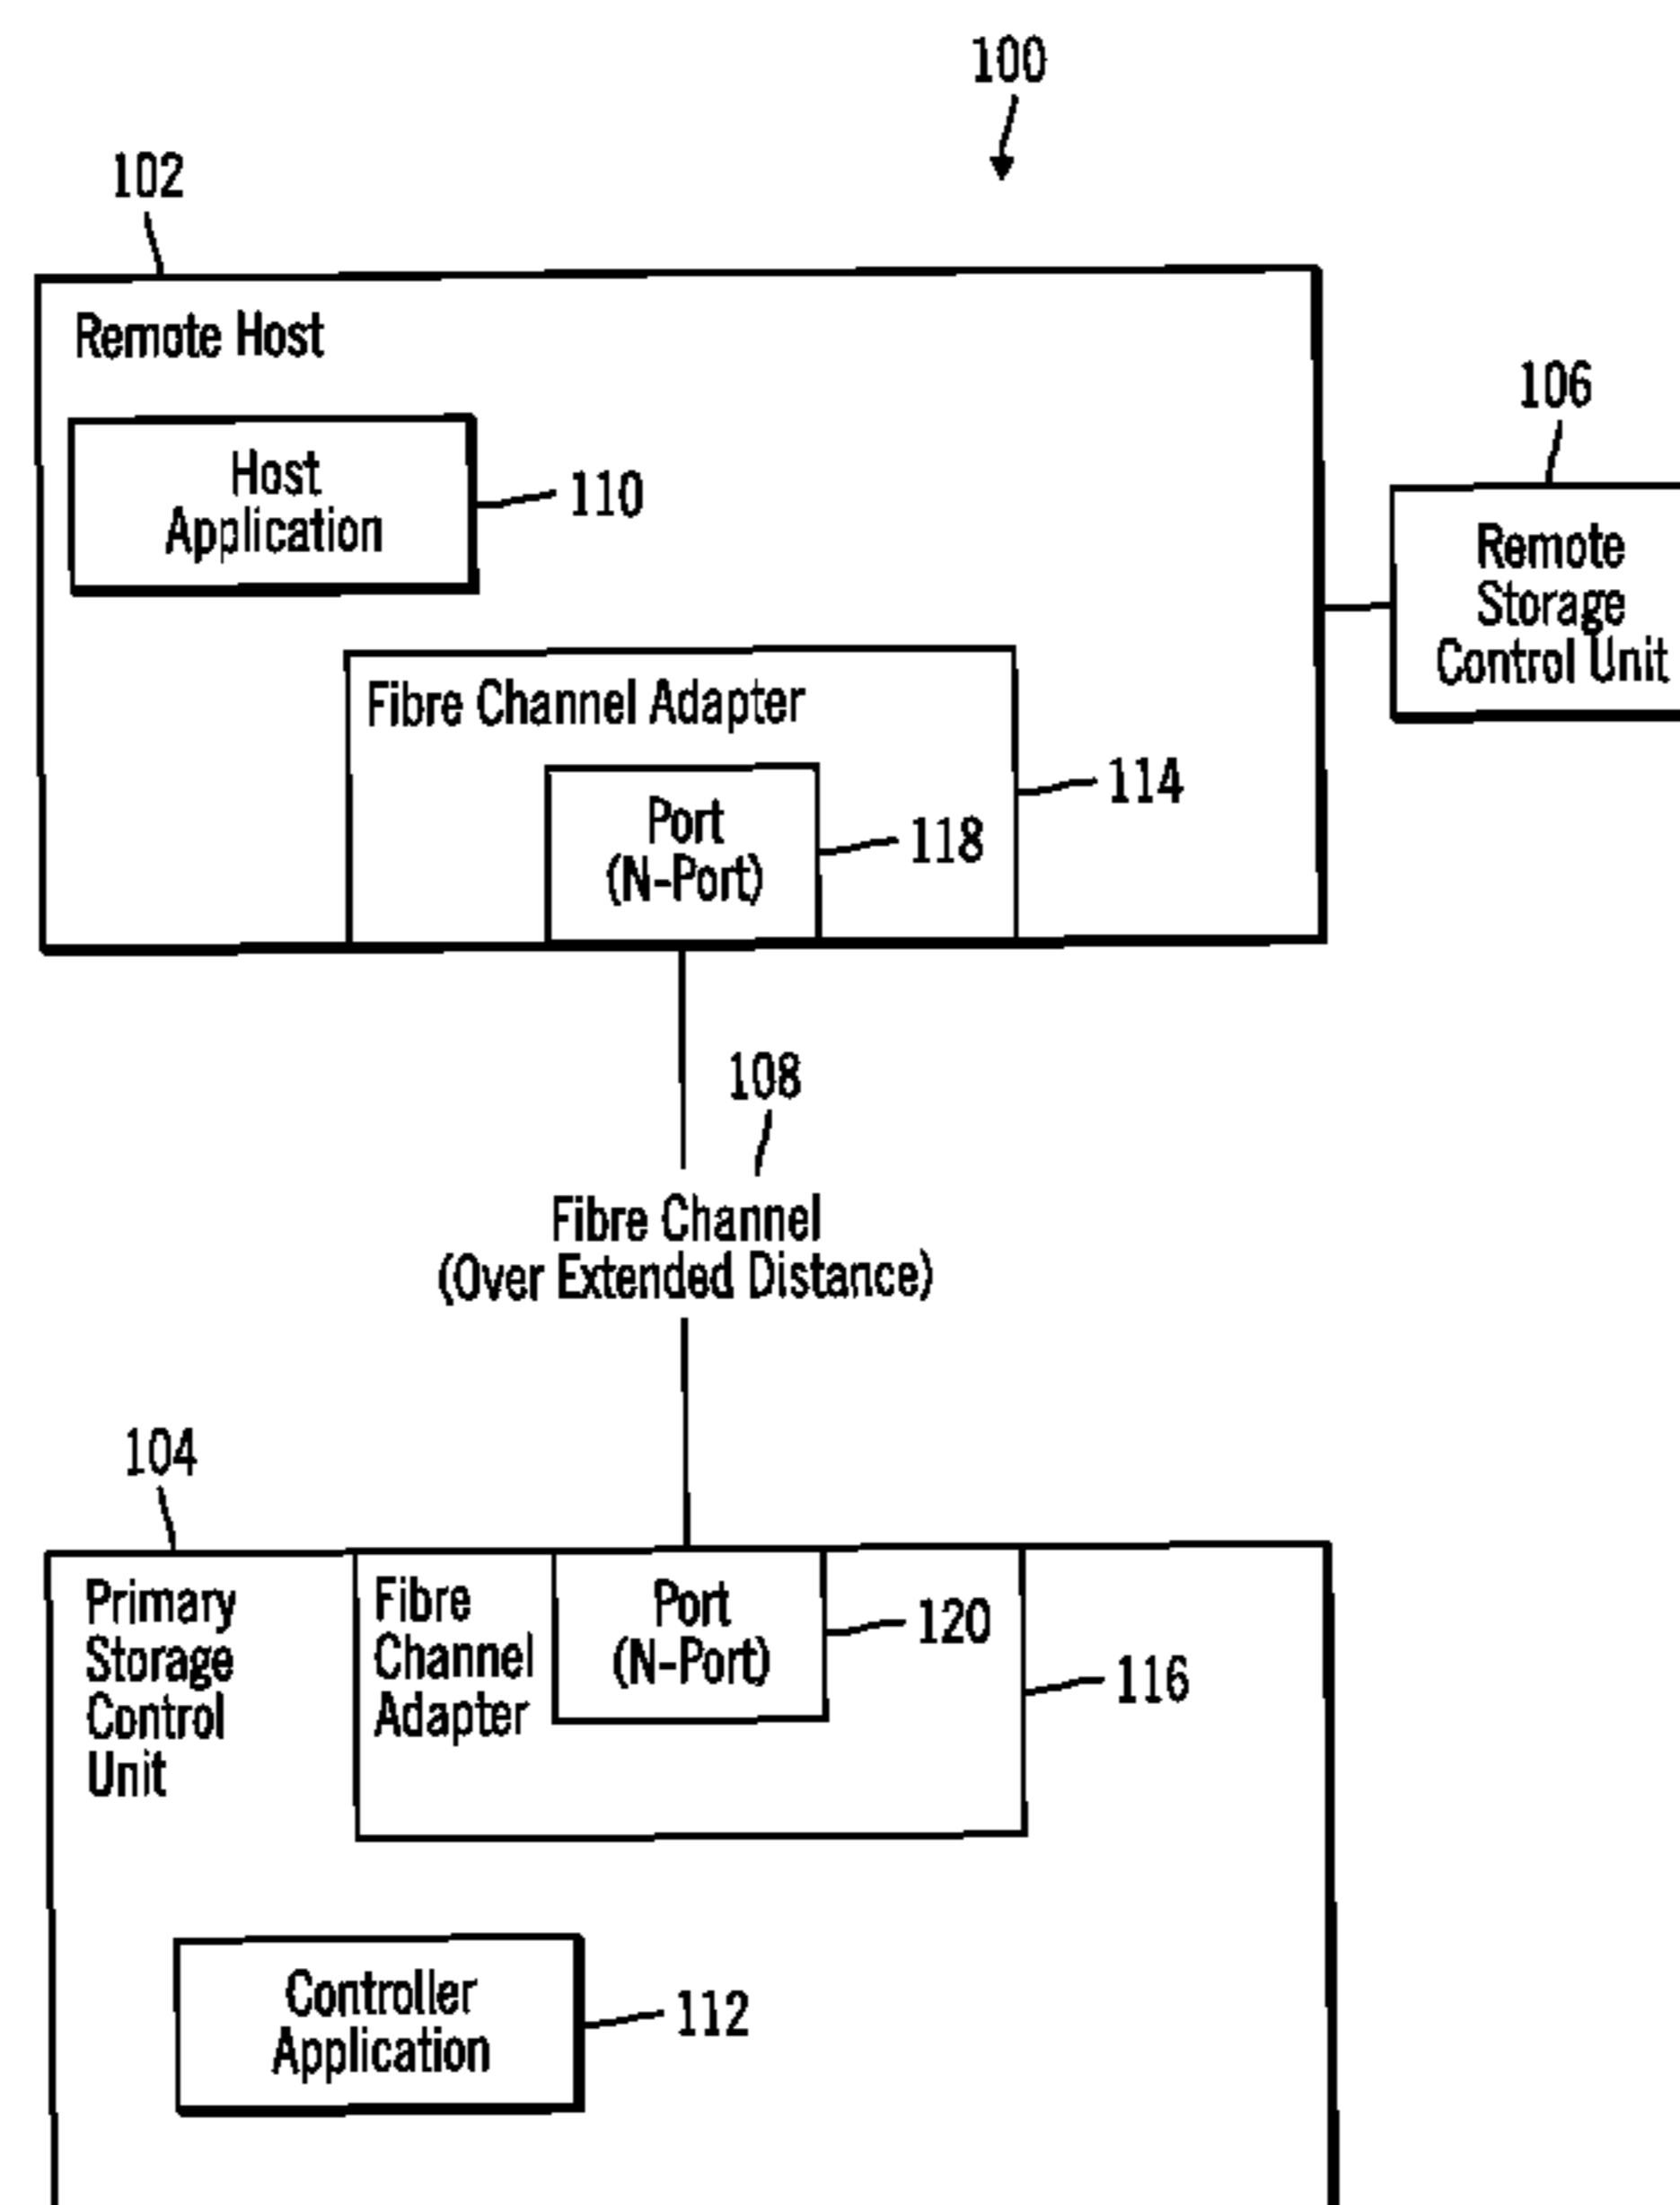 100
102
Remote Host
106
Host
Application
110
Remote
Storage
Control Unit
Fibre Channel Adapter
114
Port
(N-Port)
118
108
Fibre Channel
(Over Extended Distance)
104
Primary
Storage
Control
Unit
Fibre
Channel
Adapter
Port
(N-Port)
120
116
Controller
Application
112